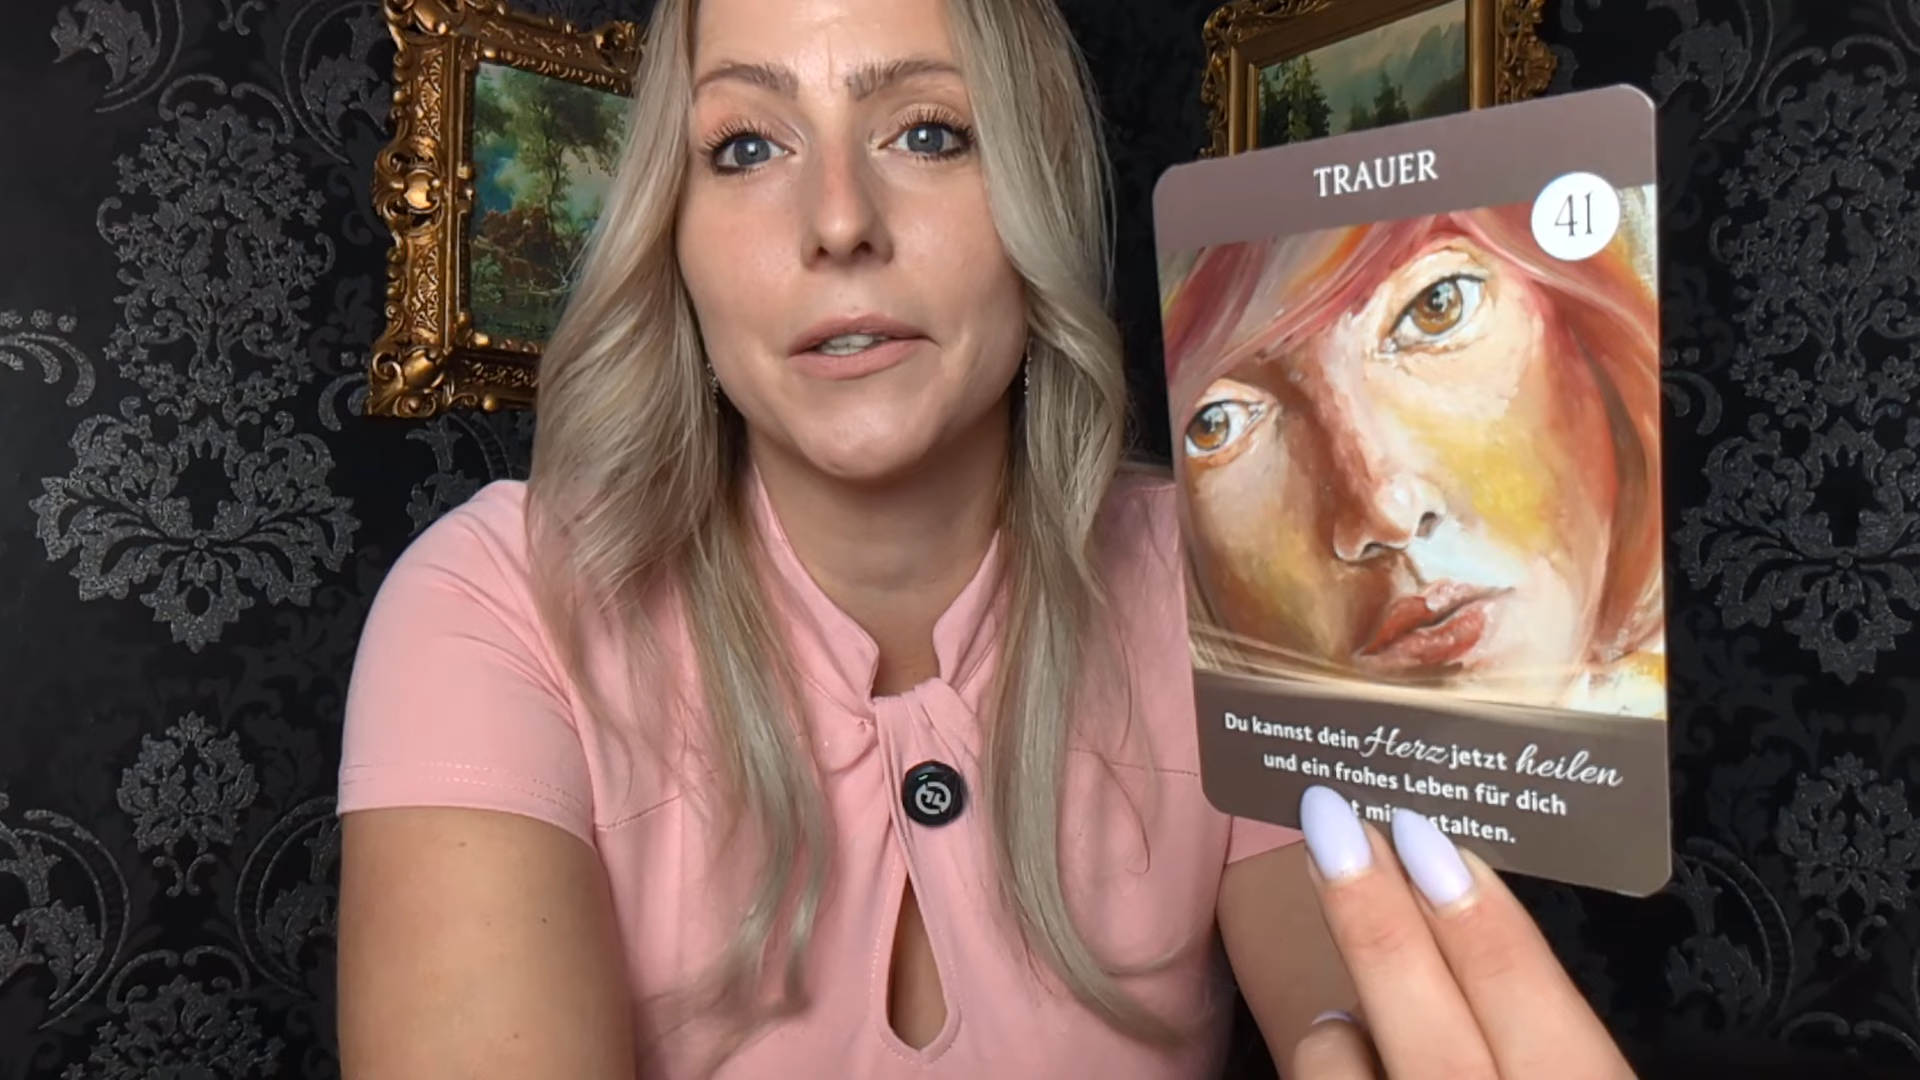 TRAUER
41
Du kannst dein Herz jetzt heilen
und ein frohes Leben für dich